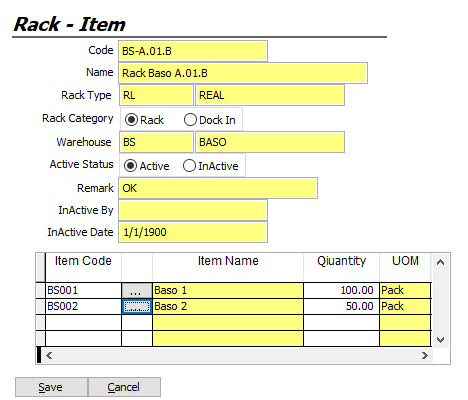 Rack - Item
Code BS-A.01.B
Name Rack Baso A.01.B
Rack Type RL REAL
Rack Category Rack Dock In
Warehouse BS BASO
Active Status Active InActive
Remark OK
InActive By
InActive Date 1/1/1900
Item Code Item Name Qiuantity UOM
BS001 ... Baso 1 100.00 Pack
BS002 ... Baso 2 50.00 Pack
Save Cancel